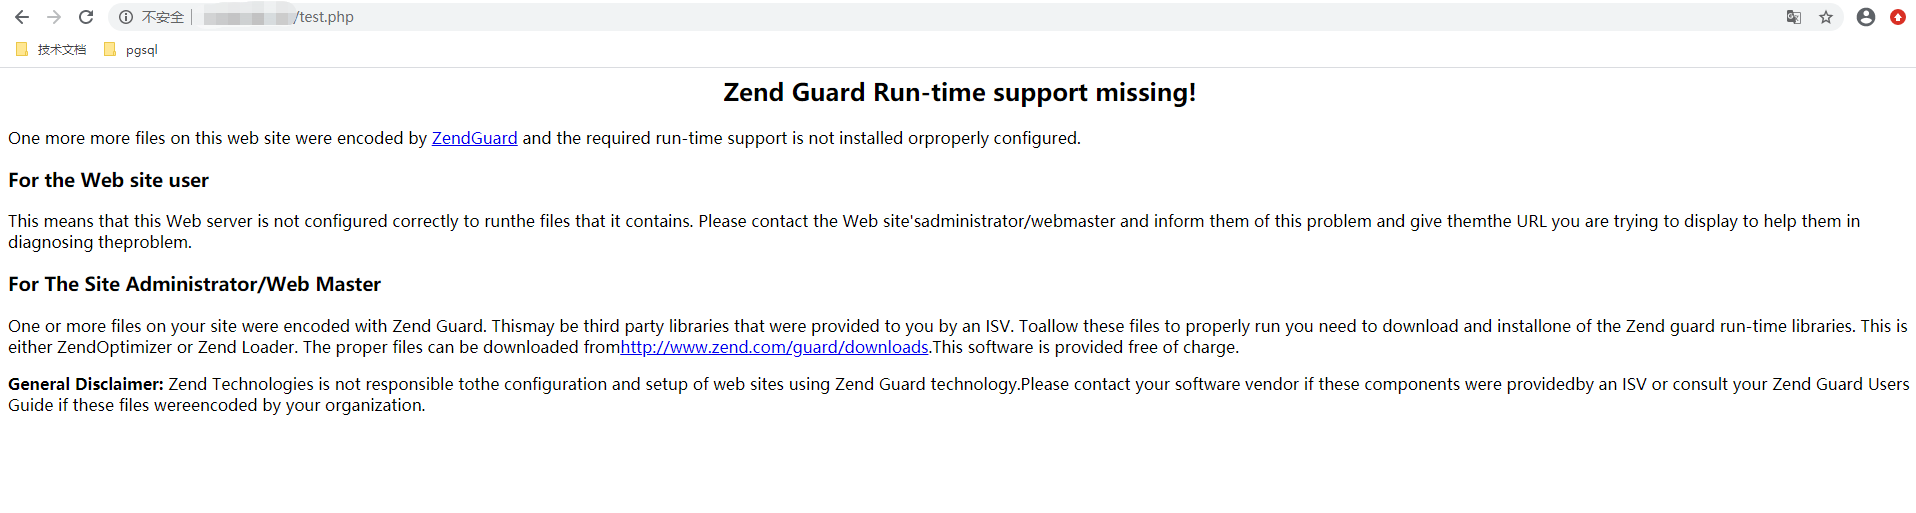 不安全 | /test.php
技术文档 pgsql
Zend Guard Run-time support missing!
One more more files on this web site were encoded by ZendGuard and the required run-time support is not installed orproperly configured.
For the Web site user
This means that this Web server is not configured correctly to runthe files that it contains. Please contact the Web site'sadministrator/webmaster and inform them of this problem and give themthe URL you are trying to display to help them in
diagnosing theproblem.
For The Site Administrator/Web Master
One or more files on your site were encoded with Zend Guard. Thismay be third party libraries that were provided to you by an ISV. Toallow these files to properly run you need to download and installone of the Zend guard run-time libraries. This is
either ZendOptimizer or Zend Loader. The proper files can be downloaded fromhttp://www.zend.com/guard/downloads.This software is provided free of charge.
General Disclaimer: Zend Technologies is not responsible tothe configuration and setup of web sites using Zend Guard technology.Please contact your software vendor if these components were providedby an ISV or consult your Zend Guard Users
Guide if these files wereencoded by your organization.